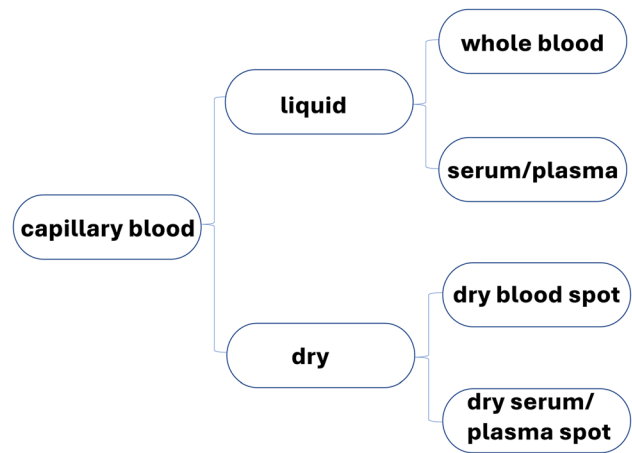 whole blood
liquid
serum/plasma
capillary blood
dry blood spot
dry
dry serum/
plasma spot